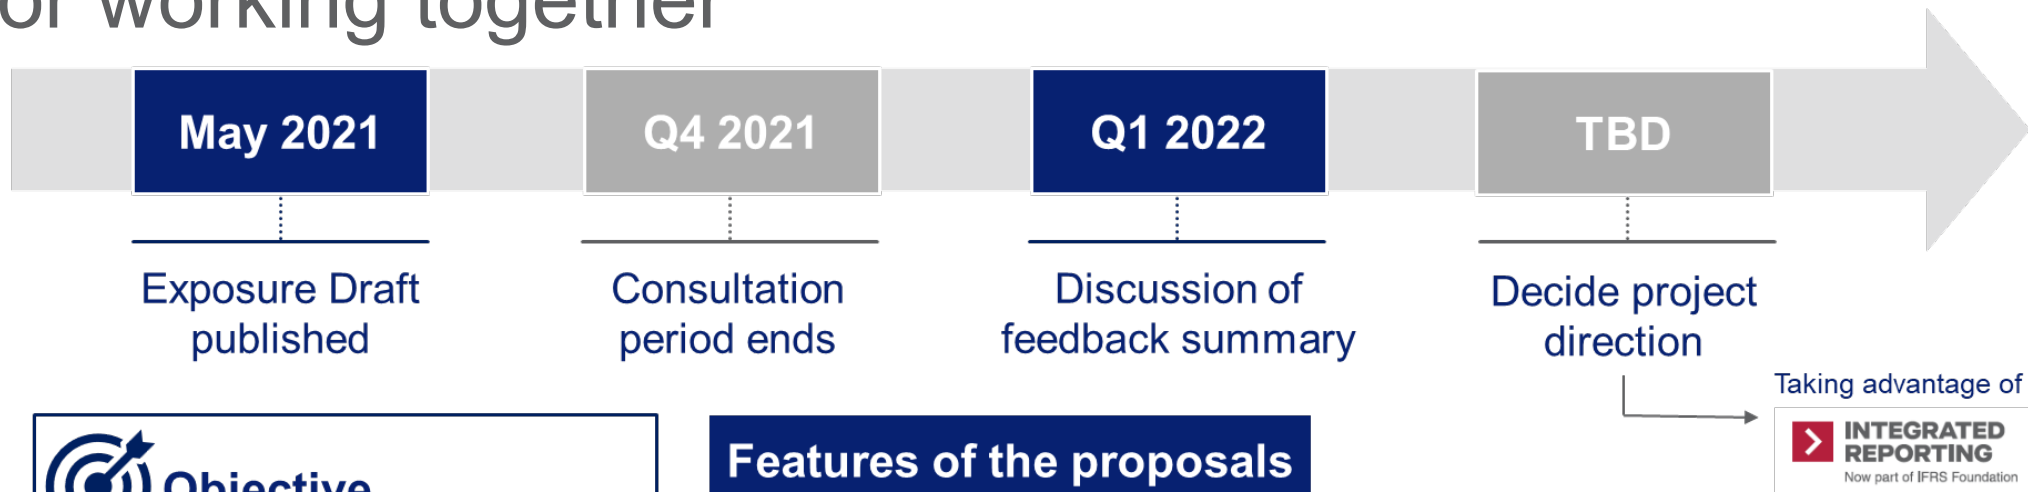 or working together
May 2021
Q4 2021
Q1 2022
TBD
Exposure Draft
published
Consultation
period ends
Discussion of
feedback summary
Decide project
direction
Taking advantage of
INTEGRATED
REPORTING
Now part of IFRS Foundation
Objective
Features of the proposals